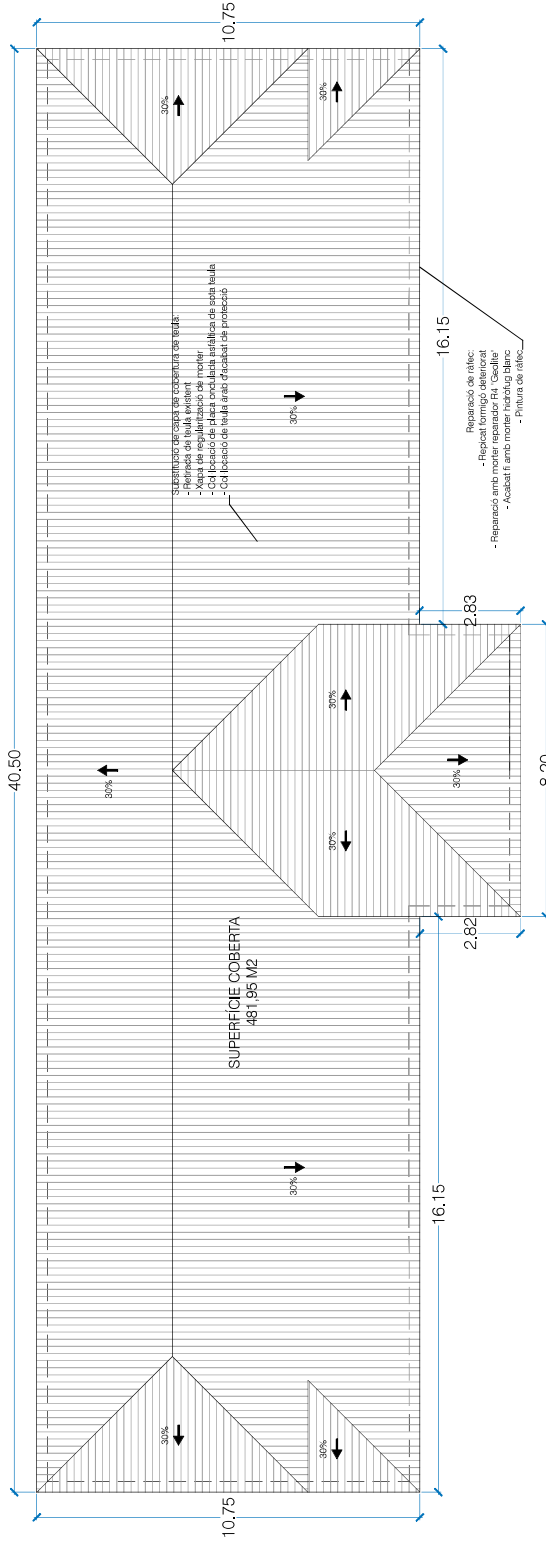 40.50
10.75
10.75
30%
30%
30%
30%
30%
30%
30%
30%
30%
30%
Substitució de capa de cobertura de teula:
- Retirada de teula existent
- Xapa de regularització de morter
- Col·locació de placa ondulada asfàltica de sota teula
- Col·locació de teula àrab d'acabat de protecció
SUPERFÍCIE COBERTA
481,95 M2
2.82
2.83
16.15
16.15
8.20
Reparació de ràfec:
- Repicat formigó deteriorat
- Reparació amb morter reparador R4 "Geolite"
- Acabat fi amb morter hidròfug blanc
- Pintura de ràfec